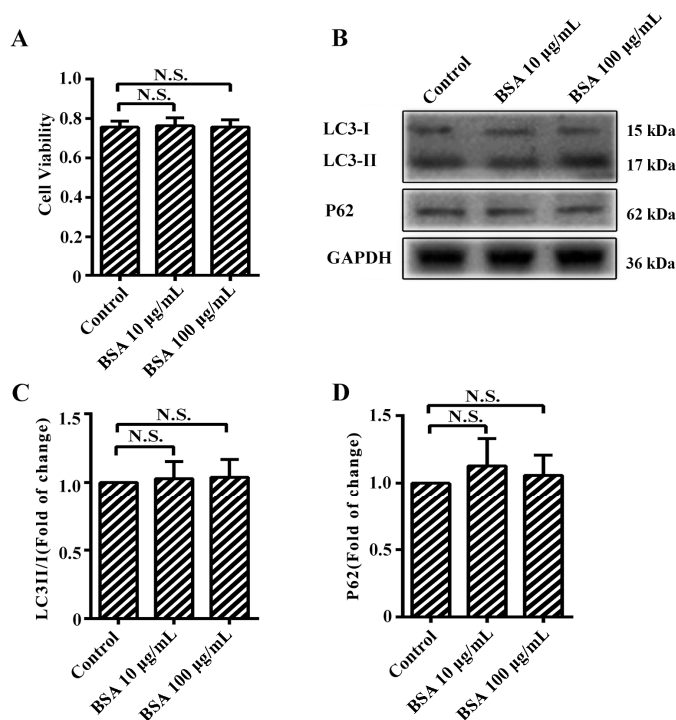 A
Cell Viability
1.0
0.8
0.6
0.4
0.2
0
N.S.
N.S.
Control
BSA 10 µg/mL
BSA 100 µg/mL
B
Control
BSA 10 µg/mL
BSA 100 µg/mL
LC3-I
15 kDa
LC3-II
17 kDa
P62
62 kDa
GAPDH
36 kDa
C
LC3II/I(Fold of change)
1.5
1.0
0.5
0
N.S.
N.S.
Control
BSA 10 µg/mL
BSA 100 µg/mL
D
P62(Fold of change)
1.5
1.0
0.5
0
N.S.
N.S.
Control
BSA 10 µg/mL
BSA 100 µg/mL